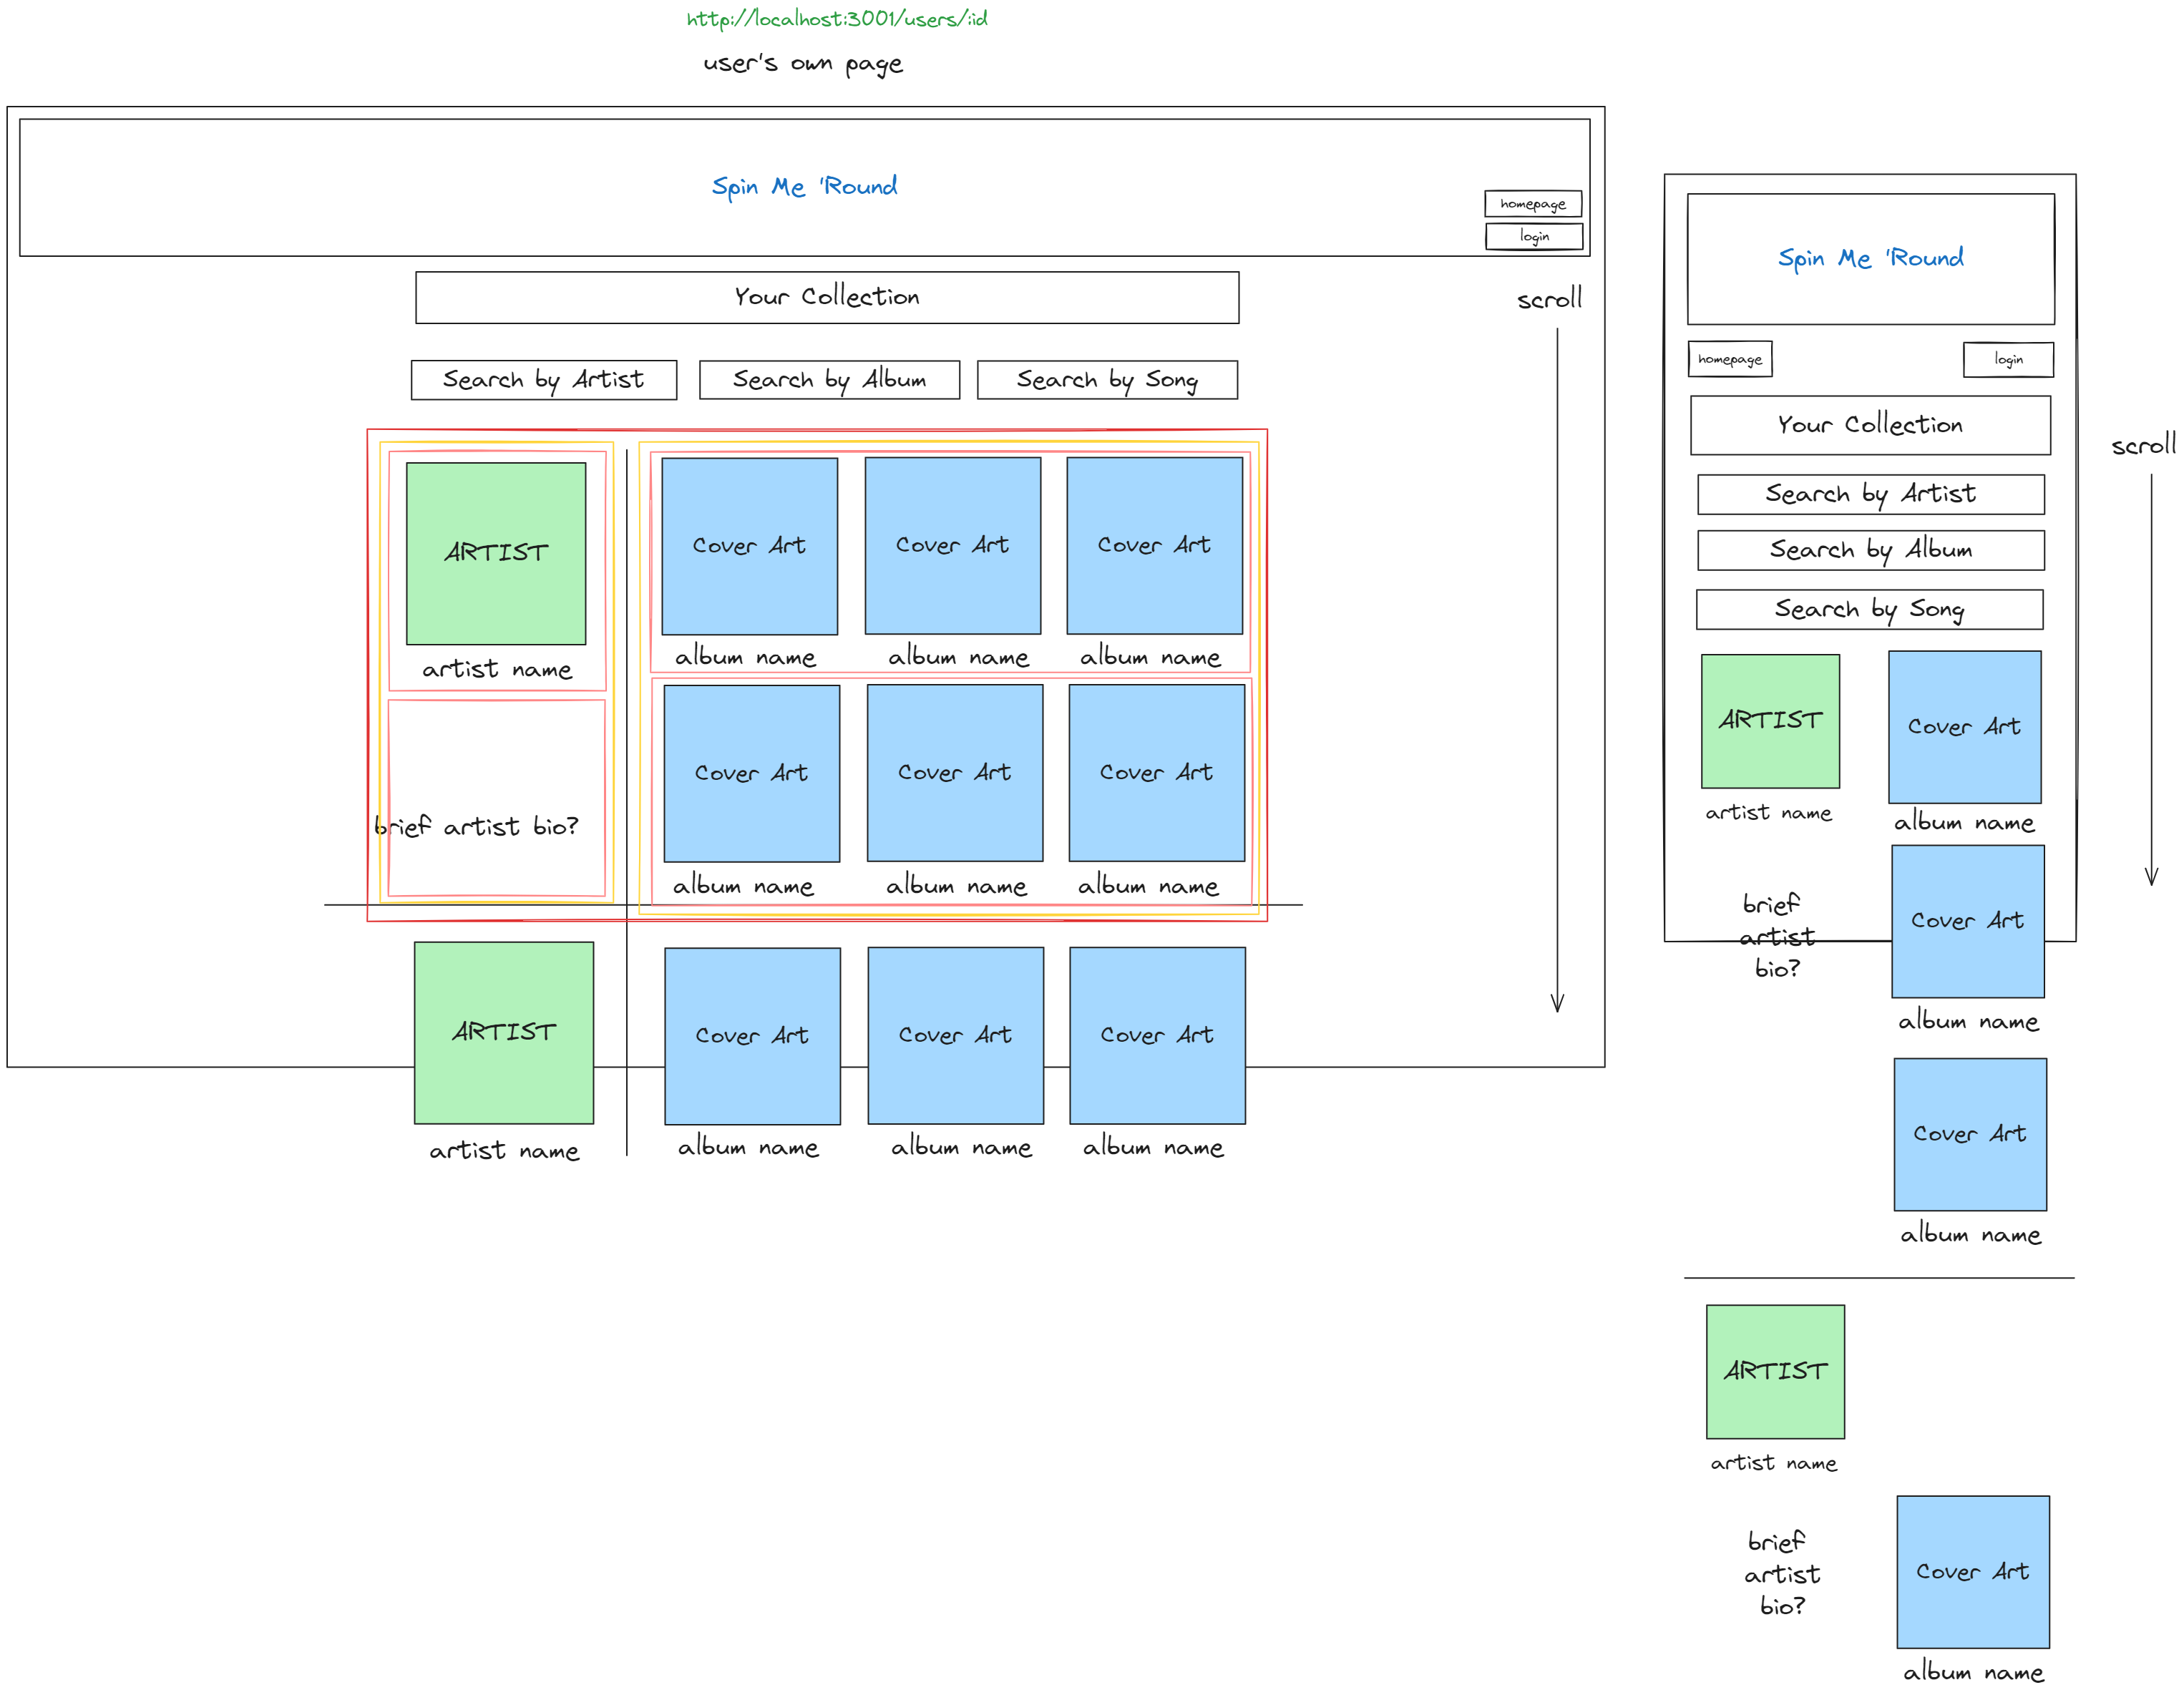 http://localhost:3001/users/:id
user's own page
Spin Me 'Round
homepage
login
Your Collection
scroll
Search by Artist
Search by Album
Search by Song
ARTIST
Cover Art
Cover Art
Cover Art
artist name
album name
album name
album name
brief artist bio?
Cover Art
Cover Art
Cover Art
album name
album name
album name
ARTIST
Cover Art
Cover Art
Cover Art
artist name
album name
album name
album name
Spin Me 'Round
homepage
login
Your Collection
scroll
Search by Artist
Search by Album
Search by Song
ARTIST
Cover Art
artist name
album name
brief
artist
bio?
Cover Art
album name
Cover Art
album name
ARTIST
artist name
brief
artist
bio?
Cover Art
album name